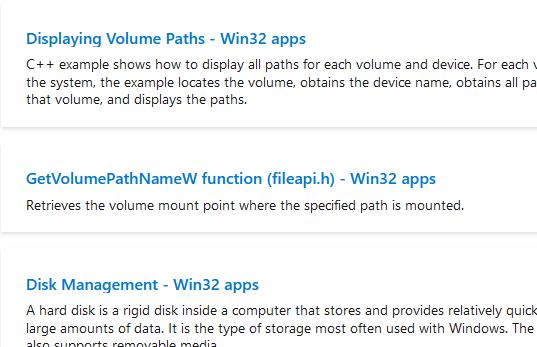 Displaying Volume Paths - Win32 apps
C++ example shows how to display all paths for each volume and device. For each
the system, the example locates the volume, obtains the device name, obtains all
that volume, and displays the paths.
GetVolumePathNameW function (fileapi.h) - Win32 apps
Retrieves the volume mount point where the specified path is mounted.
Disk Management - Win32 apps
A hard disk is a rigid disk inside a computer that stores and provides relatively
large amounts of data. It is the type of storage most often used with Windows. The
also supports removable media.